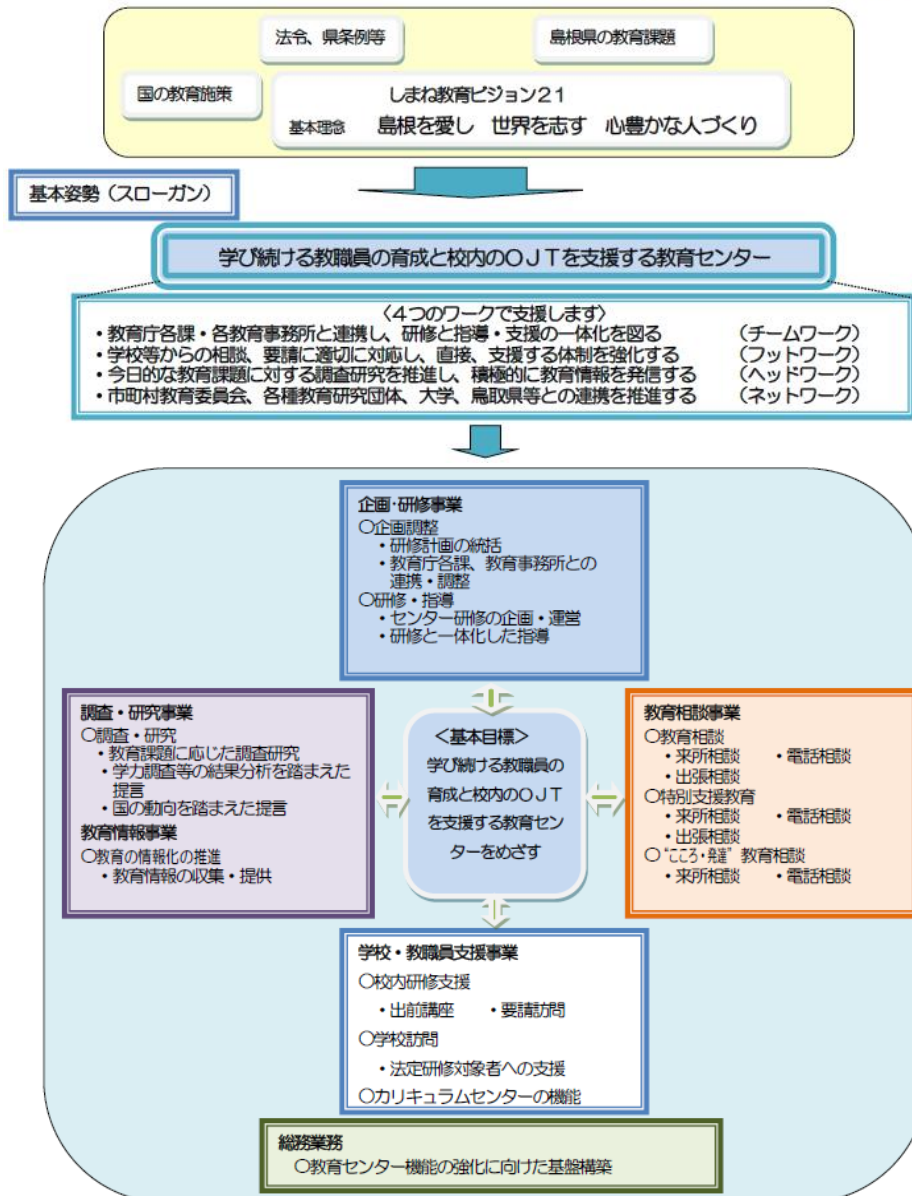 法令、県条例等
島根県の教育課題
国の教育施策
しまね教育ビジョン21
基本理念 島根を愛し 世界を志す 心豊かな人づくり
基本姿勢(スローガン)
学び続ける教職員の育成と校内のOJTを支援する教育センター
〈4つのワークで支援します〉
・教育庁各課・各教育事務所と連携し、研修と指導・支援の一体化を図る (チームワーク)
・学校等からの相談、要請に適切に対応し、直接、支援する体制を強化する (フットワーク)
・今日的な教育課題に対する調査研究を推進し、積極的に教育情報を発信する (ヘッドワーク)
・市町村教育委員会、各種教育研究団体、大学、鳥取県等との連携を推進する (ネットワーク)
企画・研修事業
○企画調整
・研修計画の統括
・教育庁各課、教育事務所との
連携・調整
○研修・指導
・センター研修の企画・運営
・研修と一体化した指導
調査・研究事業
○調査・研究
・教育課題に応じた調査研究
・学力調査等の結果分析を踏まえた
提言
・国の動向を踏まえた提言
教育情報事業
○教育の情報化の推進
・教育情報の収集・提供
<基本目標>
学び続ける教職員の
育成と校内のOJT
を支援する教育セン
ターをめざす
教育相談事業
○教育相談
・来所相談 ・電話相談
・出張相談
○特別支援教育
・来所相談 ・電話相談
・出張相談
○"こころ・発達"教育相談
・来所相談 ・電話相談
学校・教職員支援事業
○校内研修支援
・出前講座 ・要請訪問
○学校訪問
・法定研修対象者への支援
○カリキュラムセンターの機能
総務業務
○教育センター機能の強化に向けた基盤構築